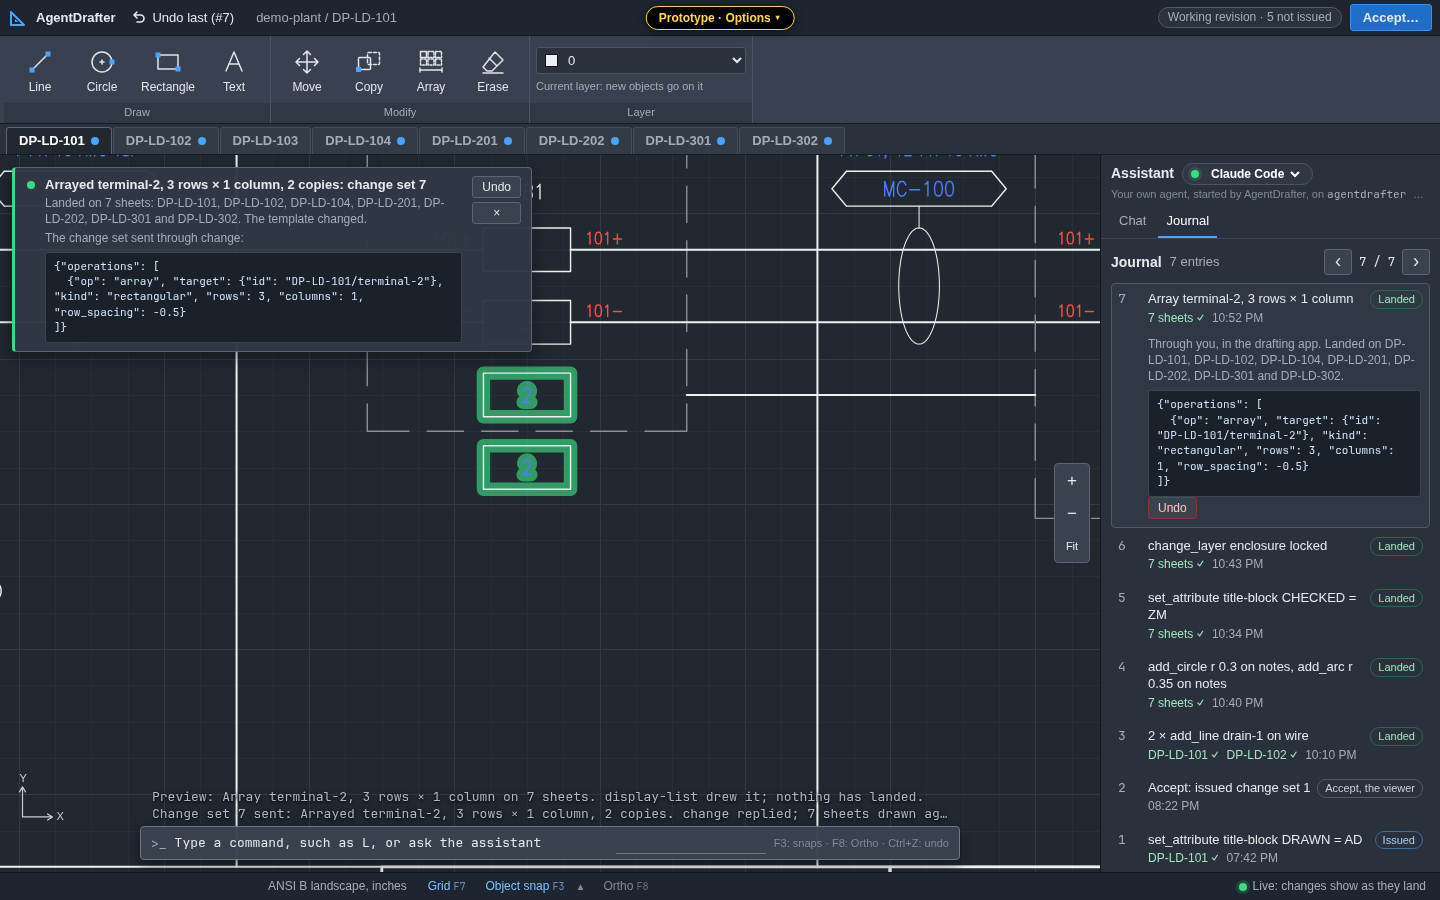 AgentDrafter
Undo last (#7)
demo-plant / DP-LD-101
Prototype · Options ▾
Working revision · 5 not issued
Accept…
Line
Circle
Rectangle
Text
Draw
Move
Copy
Array
Erase
Modify
0
Current layer: new objects go on it
Layer
DP-LD-101
DP-LD-102
DP-LD-103
DP-LD-104
DP-LD-201
DP-LD-202
DP-LD-301
DP-LD-302
Arrayed terminal-2, 3 rows × 1 column, 2 copies: change set 7
Landed on 7 sheets: DP-LD-101, DP-LD-102, DP-LD-104, DP-LD-201, DP-
LD-202, DP-LD-301 and DP-LD-302. The template changed.
The change set sent through change:
{"operations": [
{"op": "array", "target": {"id": "DP-LD-101/terminal-2"},
"kind": "rectangular", "rows": 3, "columns": 1,
"row_spacing": -0.5}
]}
Undo
×
MC-100
101+
101+
101-
101-
2
2
+
−
Fit
Y
X
Preview: Array terminal-2, 3 rows × 1 column on 7 sheets. display-list drew it; nothing has landed.
Change set 7 sent: Arrayed terminal-2, 3 rows × 1 column, 2 copies. change replied; 7 sheets drawn ag…
>_ Type a command, such as L, or ask the assistant
F3: snaps · F8: Ortho · Ctrl+Z: undo
Assistant
Claude Code
Your own agent, started by AgentDrafter, on agentdrafter …
Chat
Journal
Journal 7 entries
‹ 7 / 7 ›
7 Array terminal-2, 3 rows × 1 column Landed
7 sheets ✓ 10:52 PM
Through you, in the drafting app. Landed on DP-
LD-101, DP-LD-102, DP-LD-104, DP-LD-201, DP-
LD-202, DP-LD-301 and DP-LD-302.
{"operations": [
{"op": "array", "target": {"id":
"DP-LD-101/terminal-2"}, "kind":
"rectangular", "rows": 3, "columns":
1, "row_spacing": -0.5}
]}
Undo
6 change_layer enclosure locked Landed
7 sheets ✓ 10:43 PM
5 set_attribute title-block CHECKED = Landed
ZM
7 sheets ✓ 10:34 PM
4 add_circle r 0.3 on notes, add_arc r Landed
0.35 on notes
7 sheets ✓ 10:40 PM
3 2 × add_line drain-1 on wire Landed
DP-LD-101 ✓ DP-LD-102 ✓ 10:10 PM
2 Accept: issued change set 1 Accept, the viewer
08:22 PM
1 set_attribute title-block DRAWN = AD Issued
DP-LD-101 ✓ 07:42 PM
ANSI B landscape, inches
Grid F7
Object snap F3 ▲
Ortho F8
Live: changes show as they land